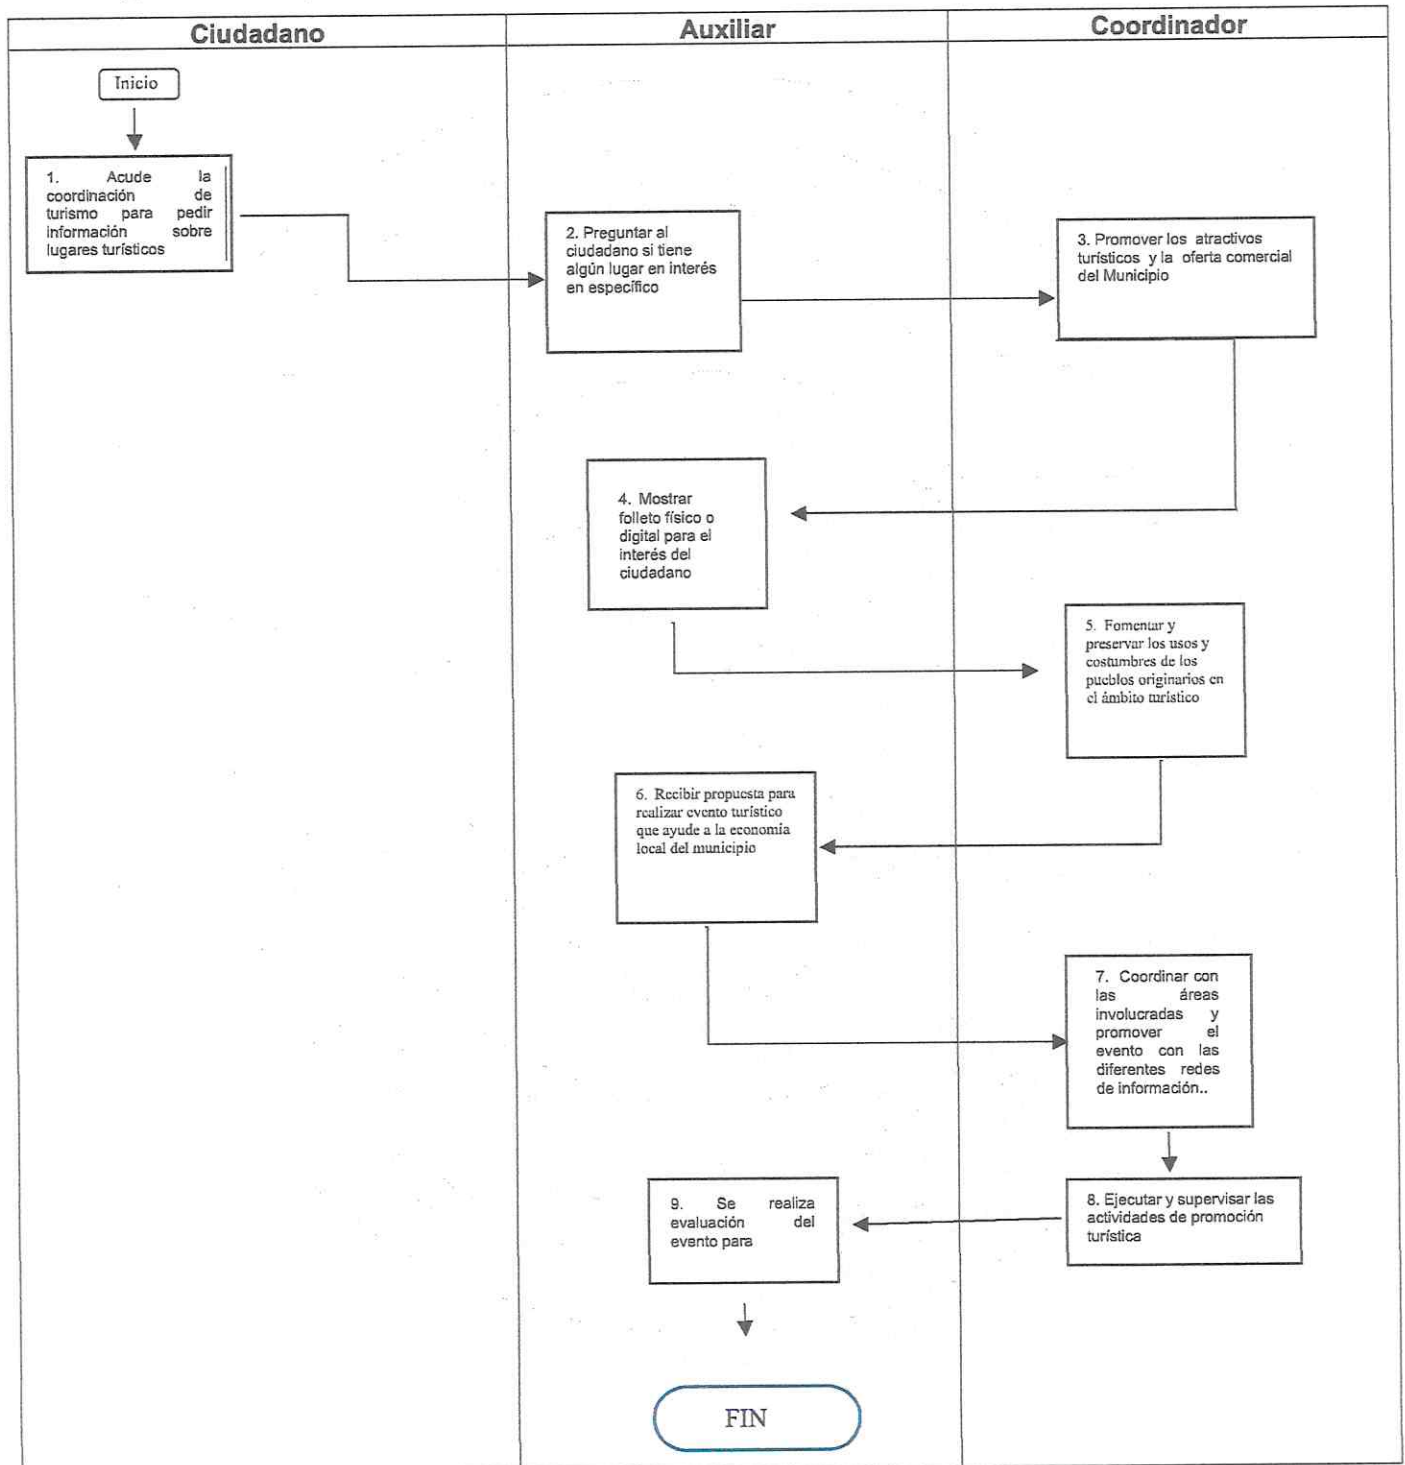 Ciudadano
Auxiliar
Coordinador
Inicio
1. Acude la
coordinación de
turismo para pedir
información sobre
lugares turísticos
2. Preguntar al
ciudadano si tiene
algún lugar en interés
en específico
3. Promover los atractivos
turísticos y la oferta comercial
del Municipio
4. Mostrar
folleto físico o
digital para el
interés del
ciudadano
5. Fomentar y
preservar los usos y
costumbres de los
pueblos originarios en
el ámbito turístico
6. Recibir propuesta para
realizar evento turístico
que ayude a la economía
local del municipio
7. Coordinar con
las áreas
involucradas y
promover el
evento con las
diferentes redes
de información..
8. Ejecutar y supervisar las
actividades de promoción
turística
9. Se realiza
evaluación del
evento para
FIN